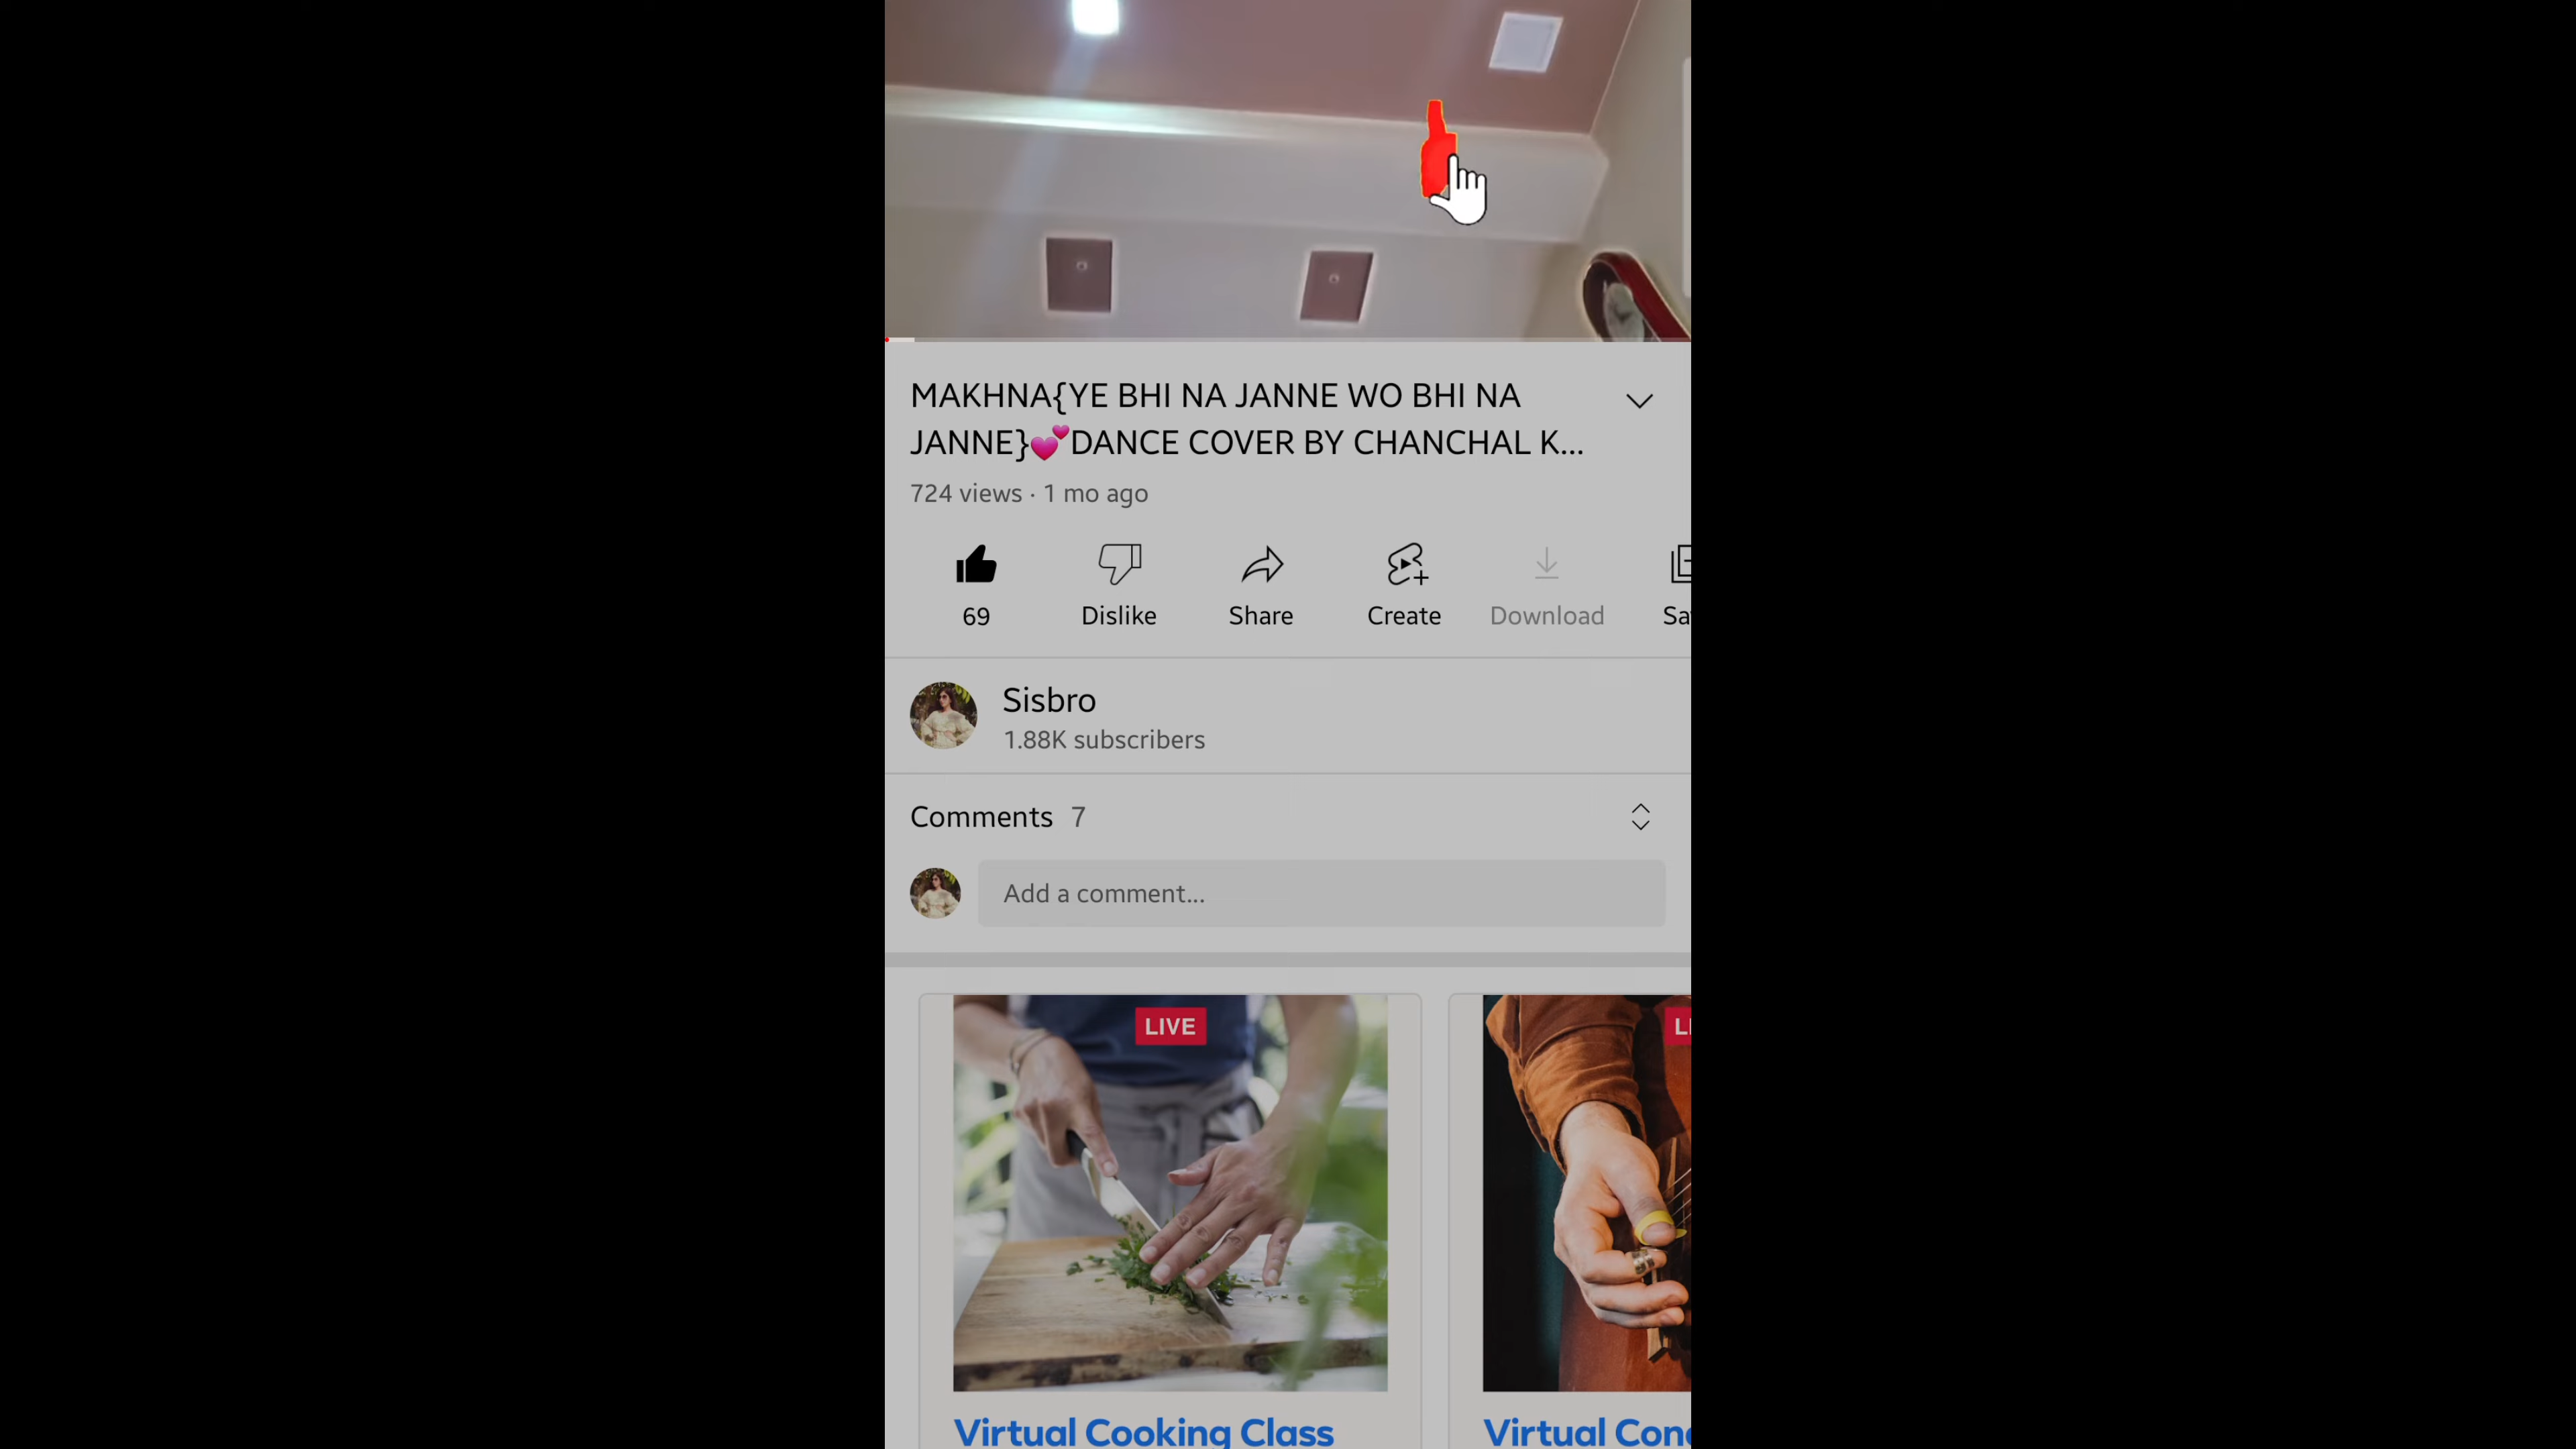 MAKHNA{YE BHI NA JANNE WO BHI NA
JANNE}💕DANCE COVER BY CHANCHAL K...
724 views · 1 mo ago
69
Dislike
Share
Create
Download
Sisbro
1.88K subscribers
Comments 7
Add a comment...
LIVE
Virtual Cooking Class
Virtual